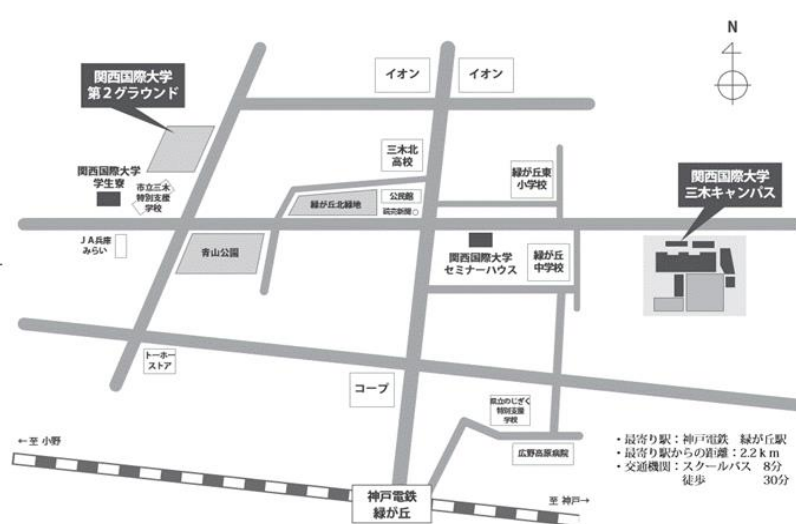 N
イオン
イオン
関西国際大学
第2グラウンド
三木北
高校
関西国際大学
学生寮
市立三木
特別支援
学校
緑が丘東
小学校
関西国際大学
三木キャンパス
公民館
緑が丘北緑地
読売新聞
JA兵庫
みらい
青山公園
関西国際大学
セミナーハウス
緑が丘
中学校
トーホー
ストア
コープ
県立のじぎく
特別支援
学校
広野高原病院
←至 小野
神戸電鉄
緑が丘
至 神戸→
・最寄り駅：神戸電鉄 緑が丘駅
・最寄り駅からの距離：2.2km
・交通機関：スクールバス 8分
徒歩 30分